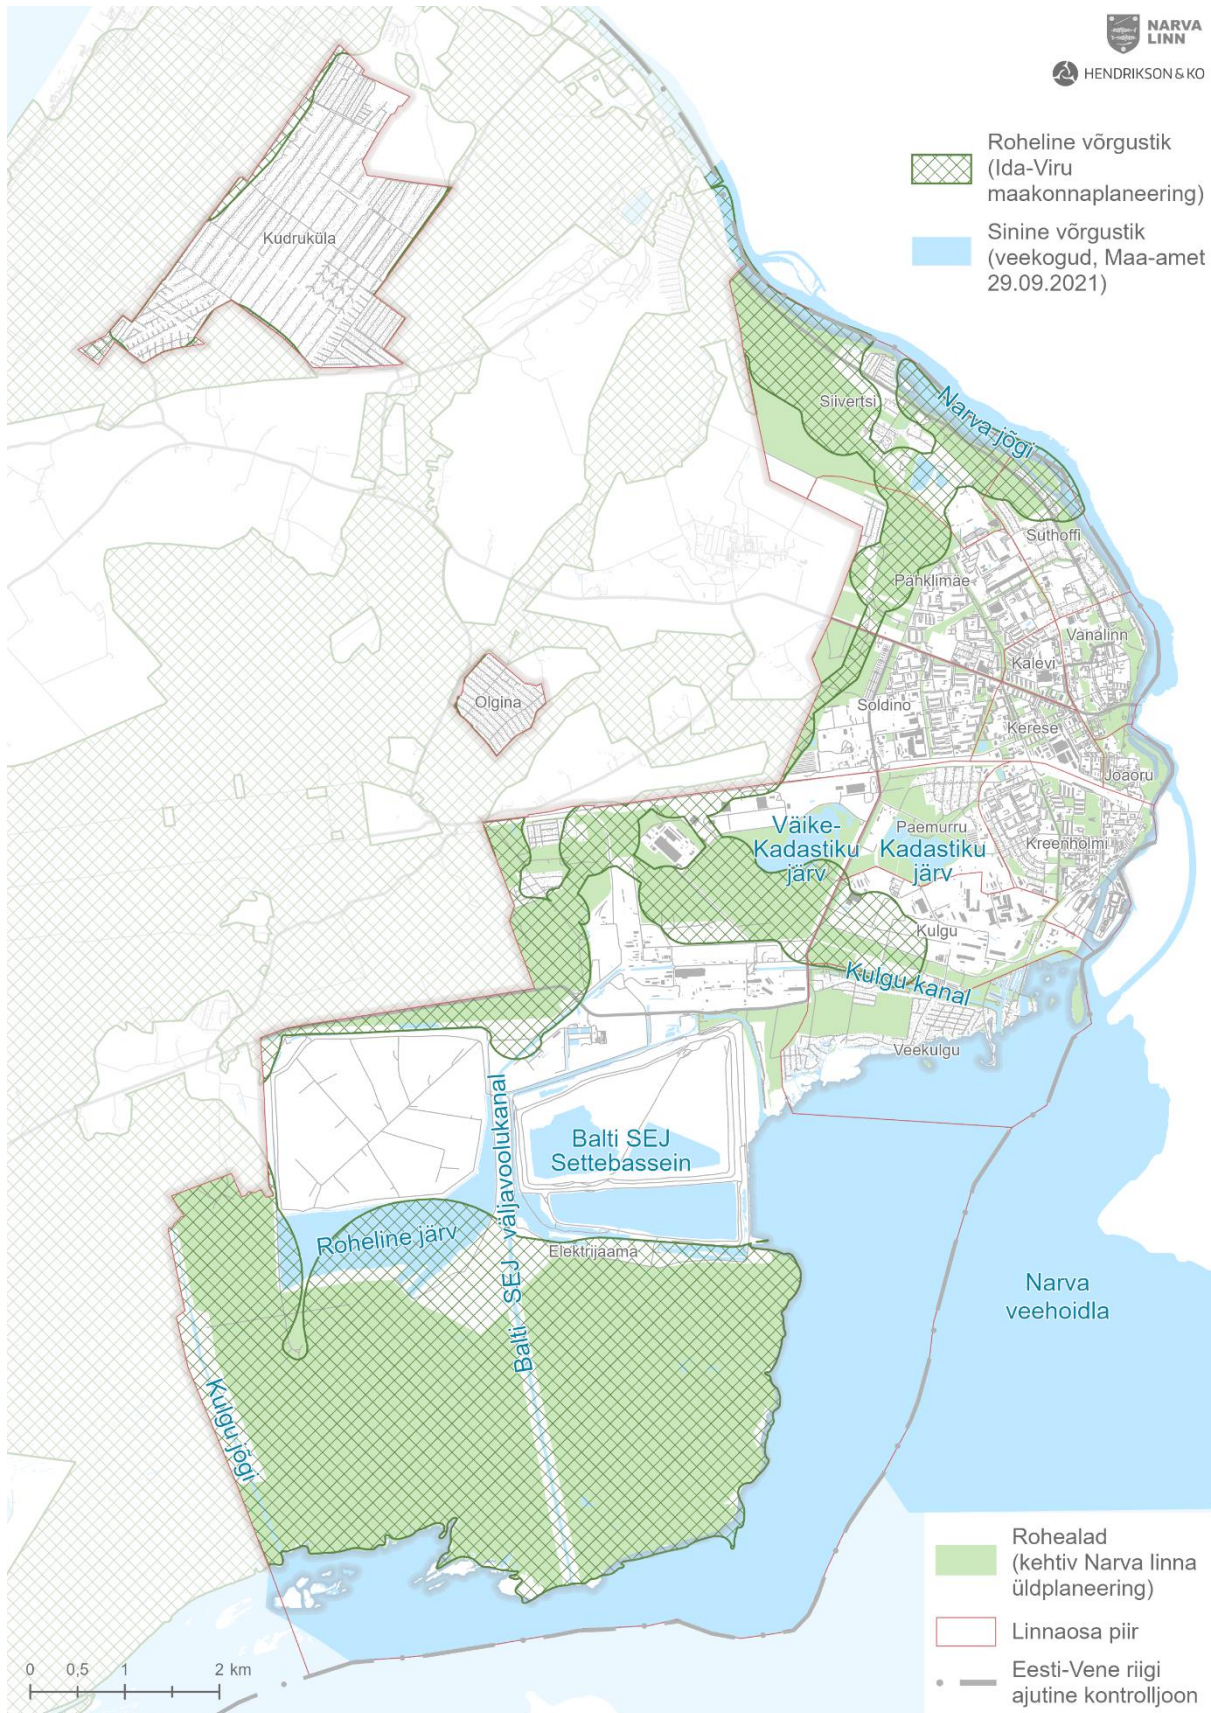 NARVA
LINN
HENDRIKSON & KO
Roheline võrgustik
(Ida-Viru
maakonnaplaneering)
Sinine võrgustik
(veekogud, Maa-amet
29.09.2021)
Kudruküla
Siivertsi
Narva jõgi
Suthoffi
Pähklimäe
Vanalinn
Kalevi
Olgina
Soldino
Kerese
Joaoru
Väike-
Kadastiku
järv
Paemurru
Kadastiku
järv
Kreenholmi
Kulgu
Kulgu kanal
Veekulgu
Balti SEJ
Settebassein
Balti SEJ väljavoolukanal
Roheline järv
Elektrijaama
Narva
veehoidla
Kulgu jõgi
Rohealad
(kehtiv Narva linna
üldplaneering)
Linnaosa piir
Eesti-Vene riigi
ajutine kontrolljoon
0 0,5 1 2 km